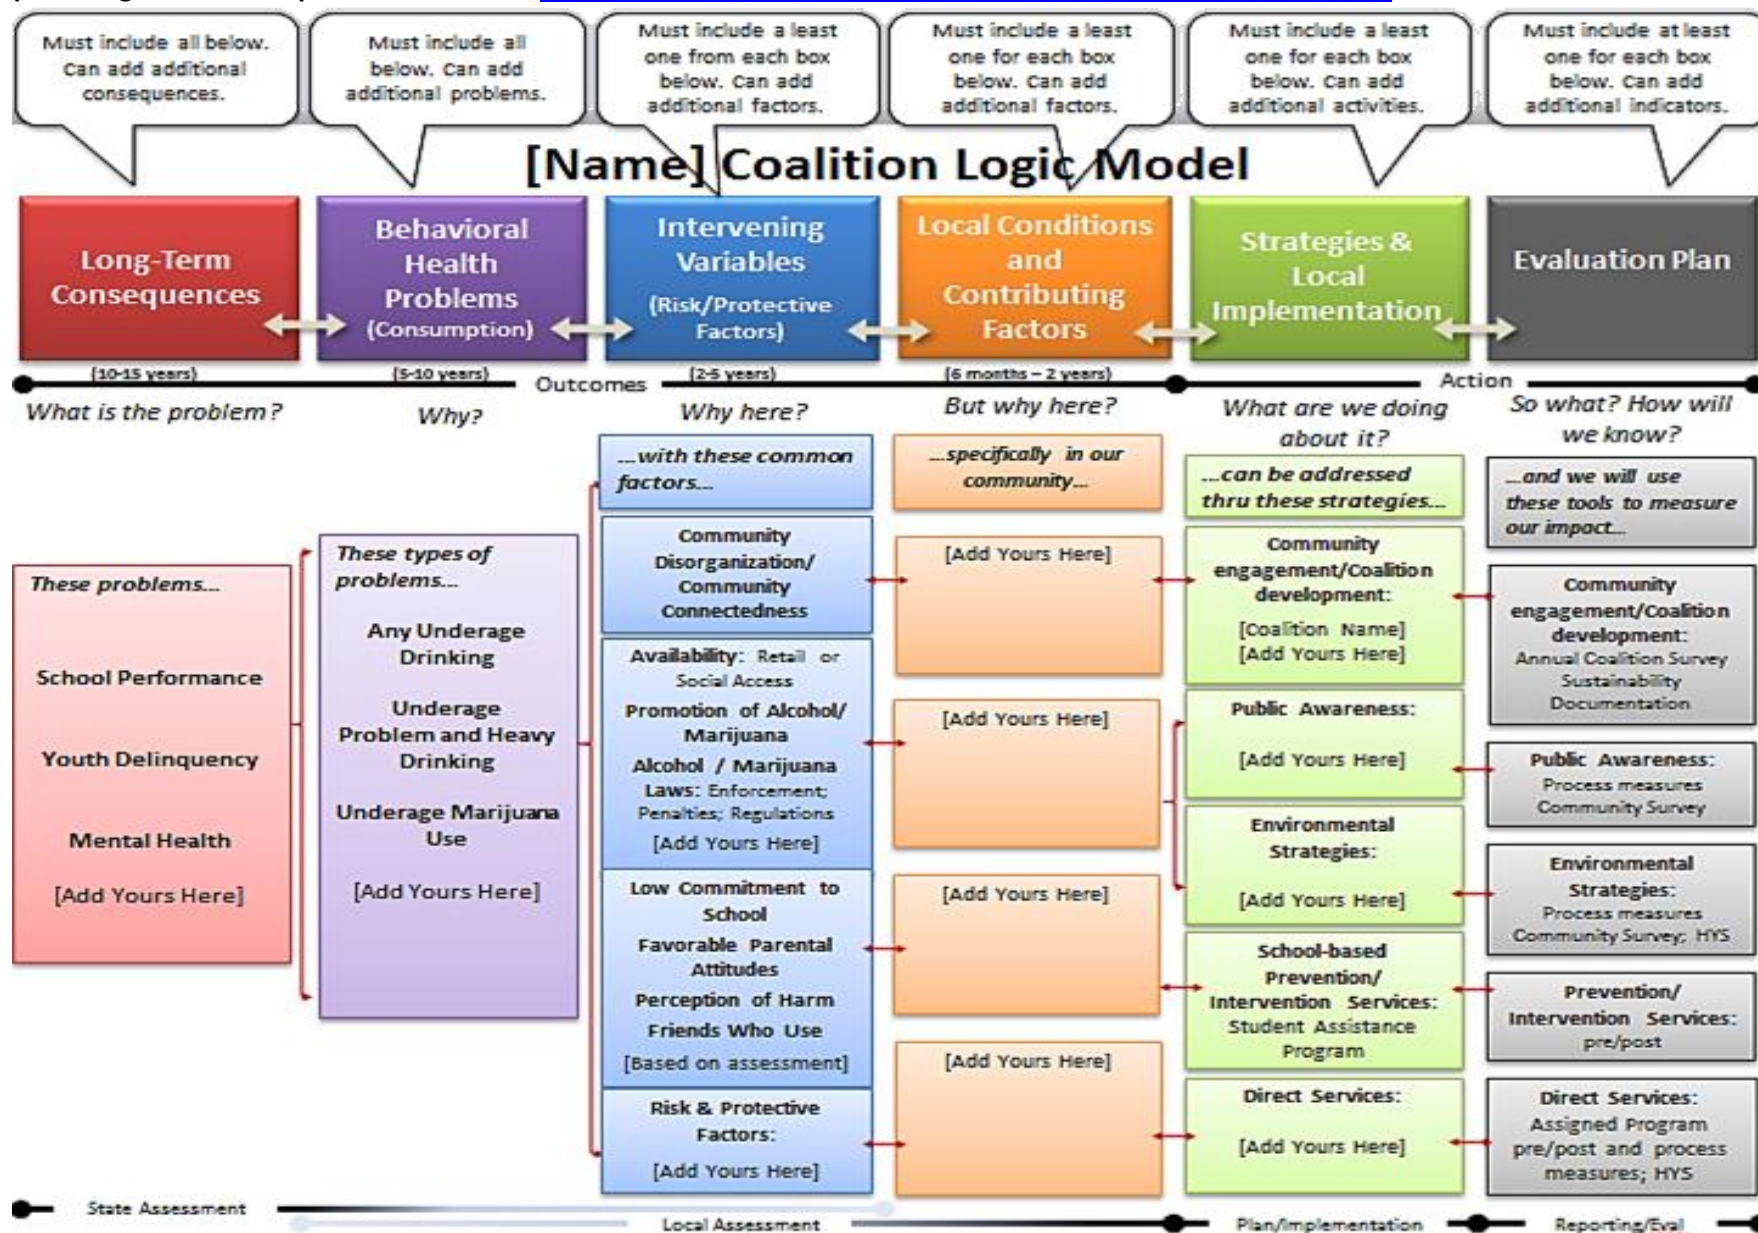 Must include all below.
Can add additional
consequences.
Must include all
below. Can add
additional problems.
Must include a least
one from each box
below. Can add
additional factors.
Must include a least
one for each box
below. Can add
additional factors.
Must include a least
one for each box
below. Can add
additional activities.
Must include at least
one for each box
below. Can add
additional indicators.
[Name] Coalition Logic Model
Long-Term
Consequences
Behavioral
Health
Problems
(Consumption)
Intervening
Variables
(Risk/Protective
Factors)
Local Conditions
and
Contributing
Factors
Strategies &
Local
Implementation
Evaluation Plan
(10-15 years)
(5-10 years)
Outcomes
(2-5 years)
(6 months – 2 years)
Action
What is the problem?
Why?
Why here?
But why here?
What are we doing
about it?
So what? How will
we know?
These problems...
School Performance
Youth Delinquency
Mental Health
[Add Yours Here]
These types of
problems...
Any Underage
Drinking
Underage
Problem and Heavy
Drinking
Underage Marijuana
Use
[Add Yours Here]
...with these common
factors...
Community
Disorganization/
Community
Connectedness
Availability: Retail or
Social Access
Promotion of Alcohol/
Marijuana
Alcohol / Marijuana
Laws: Enforcement;
Penalties; Regulations
[Add Yours Here]
Low Commitment to
School
Favorable Parental
Attitudes
Perception of Harm
Friends Who Use
[Based on assessment]
Risk & Protective
Factors:
[Add Yours Here]
...specifically in our
community...
[Add Yours Here]
[Add Yours Here]
[Add Yours Here]
[Add Yours Here]
...can be addressed
thru these strategies...
Community
engagement/Coalition
development:
[Coalition Name]
[Add Yours Here]
Public Awareness:
[Add Yours Here]
Environmental
Strategies:
[Add Yours Here]
School-based
Prevention/
Intervention Services:
Student Assistance
Program
Direct Services:
[Add Yours Here]
...and we will use
these tools to measure
our impact...
Community
engagement/Coalition
development:
Annual Coalition Survey
Sustainability
Documentation
Public Awareness:
Process measures
Community Survey
Environmental
Strategies:
Process measures
Community Survey; HYS
Prevention/
Intervention Services:
pre/post
Direct Services:
Assigned Program
pre/post and process
measures; HYS
State Assessment
Local Assessment
Plan/Implementation
Reporting/Eval